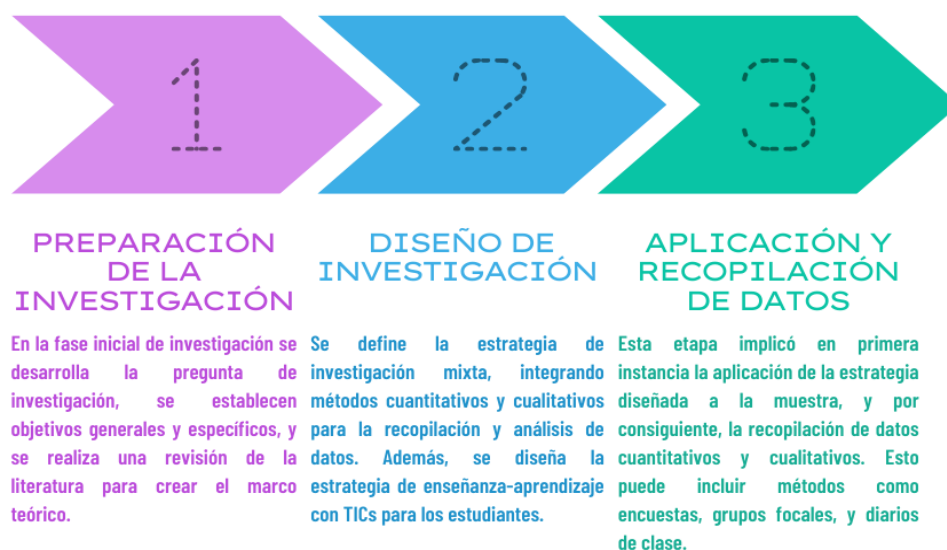 1
2
3
PREPARACIÓN
DE LA
INVESTIGACIÓN
En la fase inicial de investigación se
desarrolla la pregunta de
investigación, se establecen
objetivos generales y específicos, y
se realiza una revisión de la
literatura para crear el marco
teórico.
DISEÑO DE
INVESTIGACIÓN
Se define la estrategia de
investigación mixta, integrando
métodos cuantitativos y cualitativos
para la recopilación y análisis de
datos. Además, se diseña la
estrategia de enseñanza-aprendizaje
con TICs para los estudiantes.
APLICACIÓN Y
RECOPILACIÓN
DE DATOS
Esta etapa implicó en primera
instancia la aplicación de la estrategia
diseñada a la muestra, y por
consiguiente, la recopilación de datos
cuantitativos y cualitativos. Esto
puede incluir métodos como
encuestas, grupos focales, y diarios
de clase.